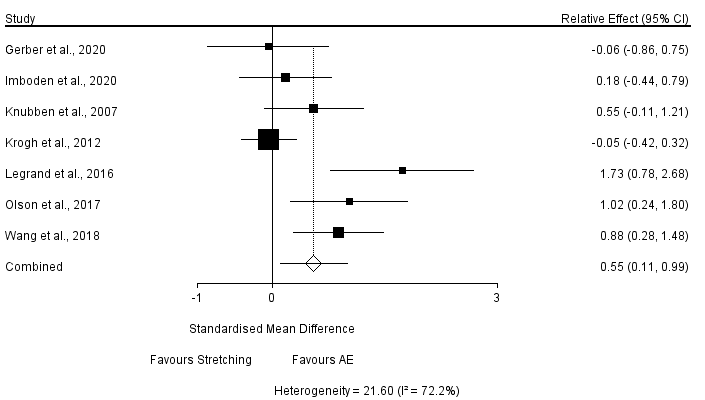 Study Relative Effect (95% CI)
Gerber et al., 2020 -0.06 (-0.86, 0.75)
Imboden et al., 2020 0.18 (-0.44, 0.79)
Knubben et al., 2007 0.55 (-0.11, 1.21)
Krogh et al., 2012 -0.05 (-0.42, 0.32)
Legrand et al., 2016 1.73 (0.78, 2.68)
Olson et al., 2017 1.02 (0.24, 1.80)
Wang et al., 2018 0.88 (0.28, 1.48)
Combined 0.55 (0.11, 0.99)
-1 0 3
Standardised Mean Difference
Favours Stretching Favours AE
Heterogeneity = 21.60 (I² = 72.2%)